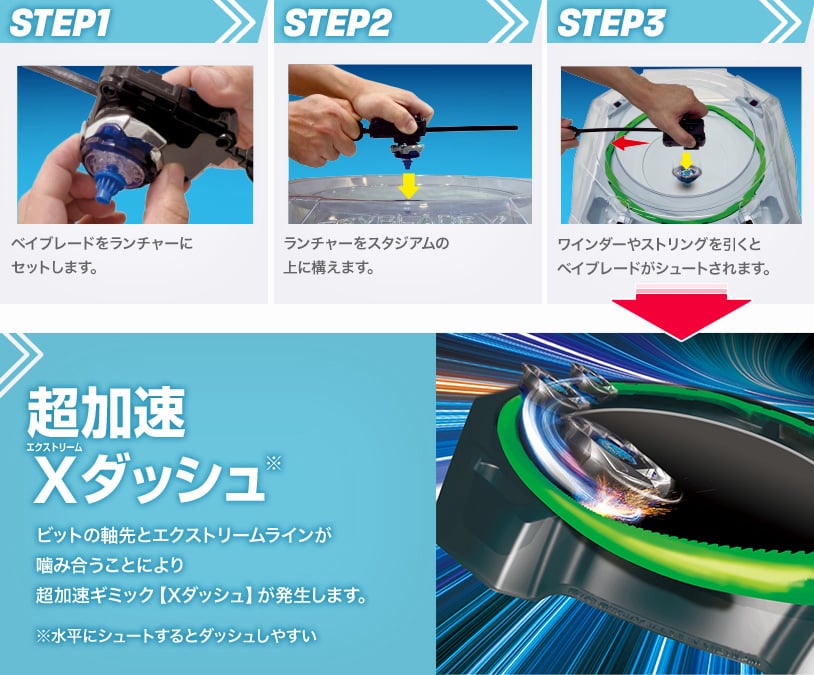 STEP1
STEP2
STEP3
ベイブレードをランチャーに
セットします。
ランチャーをスタジアムの
上に構えます。
ワインダーやストリングを引くと
ベイブレードがシュートされます。
超加速
エクストリーム
Xダッシュ※
ビットの軸先とエクストリームラインが
噛み合うことにより
超加速ギミック【Xダッシュ】が発生します。
※水平にシュートするとダッシュしやすい